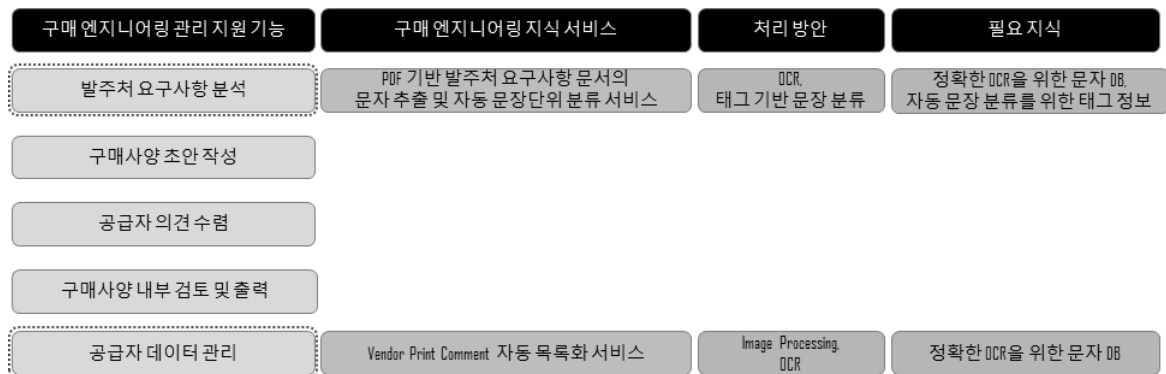 구매 엔지니어링 관리 지원 기능
구매 엔지니어링 지식 서비스
처리 방안
필요 지식
발주처 요구사항 분석
PDF 기반 발주처 요구사항 문서의
문자 추출 및 자동 문장단위 분류 서비스
OCR,
태그 기반 문장 분류
정확한 OCR을 위한 문자 DB,
자동 문장 분류를 위한 태그 정보
구매사양 초안 작성
공급자 의견 수렴
구매사양 내부 검토 및 출력
공급자 데이터 관리
Vendor Print Comment 자동 목록화 서비스
Image Processing,
OCR
정확한 OCR을 위한 문자 DB